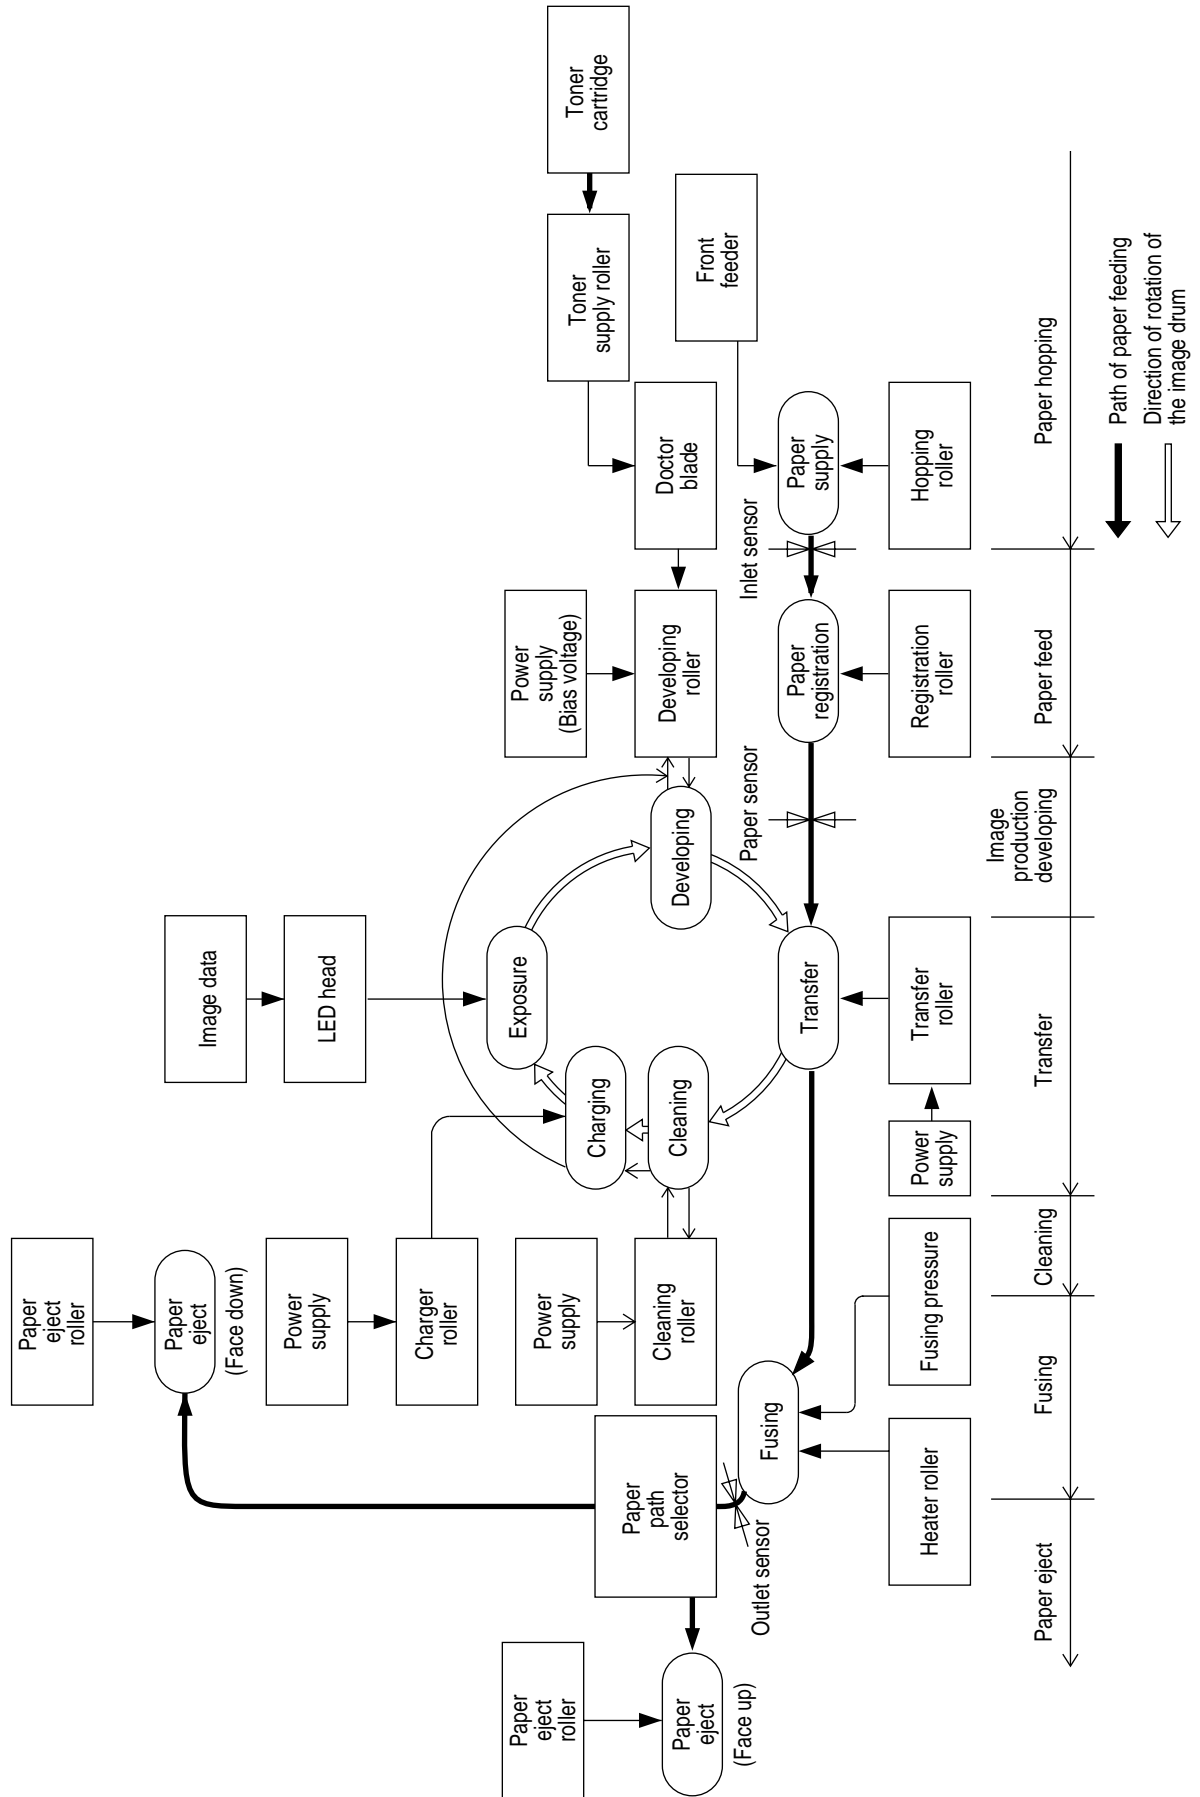 Toner
cartridge
Toner
supply roller
Front
feeder
Doctor
blade
Paper
supply
Hopping
roller
Inlet sensor
Power
supply
(Bias voltage)
Developing
roller
Paper
registration
Registration
roller
Paper sensor
Developing
Image data
LED head
Exposure
Transfer
Transfer
roller
Power
supply
Charging
Cleaning
Paper
eject
roller
Paper
eject
(Face down)
Power
supply
Charger
roller
Power
supply
Cleaning
roller
Fusing pressure
Fusing
Heater roller
Paper
path
selector
Outlet sensor
Paper
eject
roller
Paper
eject
(Face up)
Paper hopping
Paper feed
Image
production
developing
Transfer
Cleaning
Fusing
Paper eject
Path of paper feeding
Direction of rotation of
the image drum